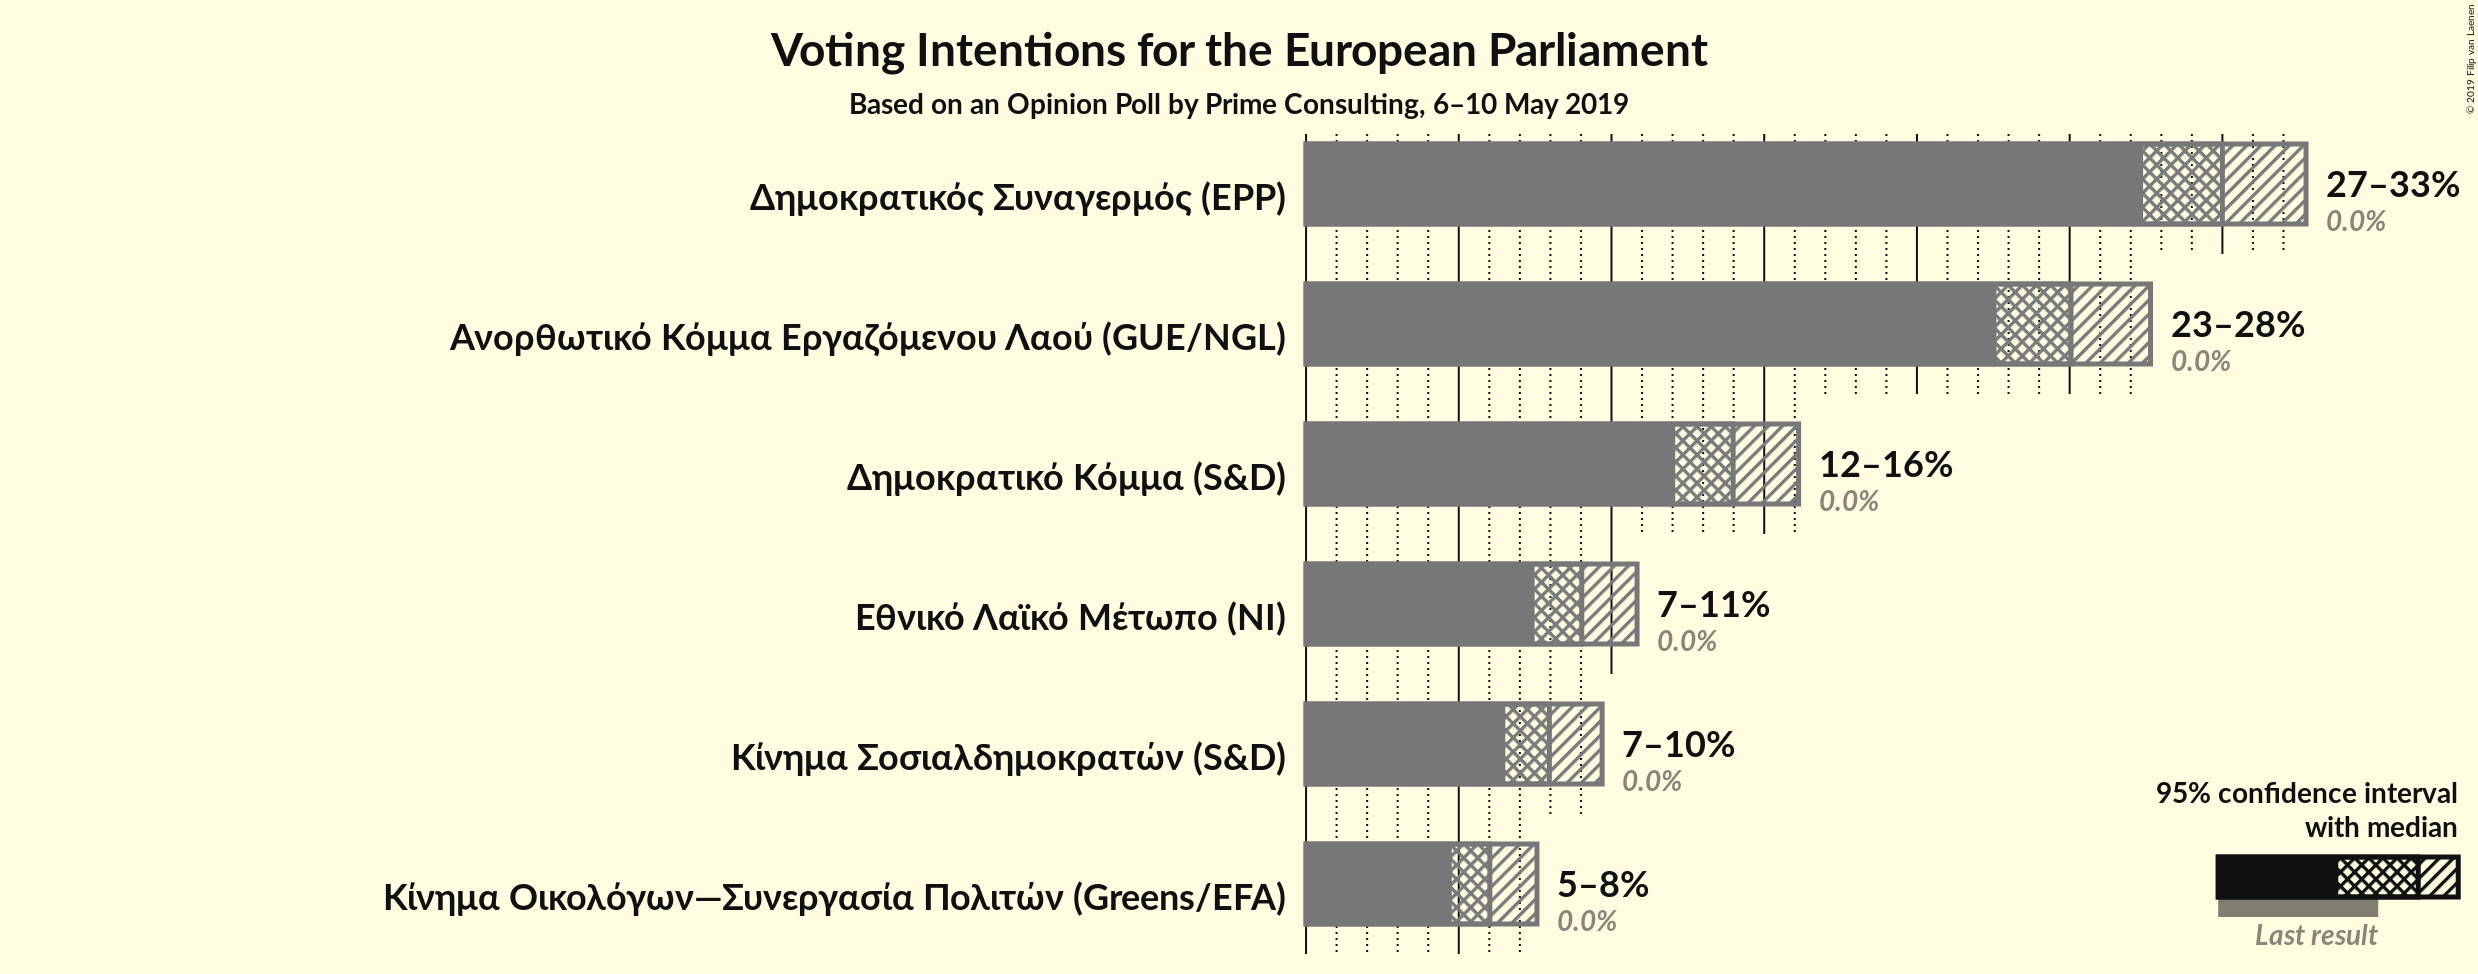 Voting Intentions for the European Parliament
Based on an Opinion Poll by Prime Consulting, 6–10 May 2019
© 2019 Filip van Laenen
Δημοκρατικός Συναγερμός (EPP)
27–33%
0.0%
Ανορθωτικό Κόμμα Εργαζόμενου Λαού (GUE/NGL)
23–28%
0.0%
Δημοκρατικό Κόμμα (S&D)
12–16%
0.0%
Εθνικό Λαϊκό Μέτωπο (NI)
7–11%
0.0%
Κίνημα Σοσιαλδημοκρατών (S&D)
7–10%
0.0%
Κίνημα Οικολόγων—Συνεργασία Πολιτών (Greens/EFA)
5–8%
0.0%
95% confidence interval
with median
Last result